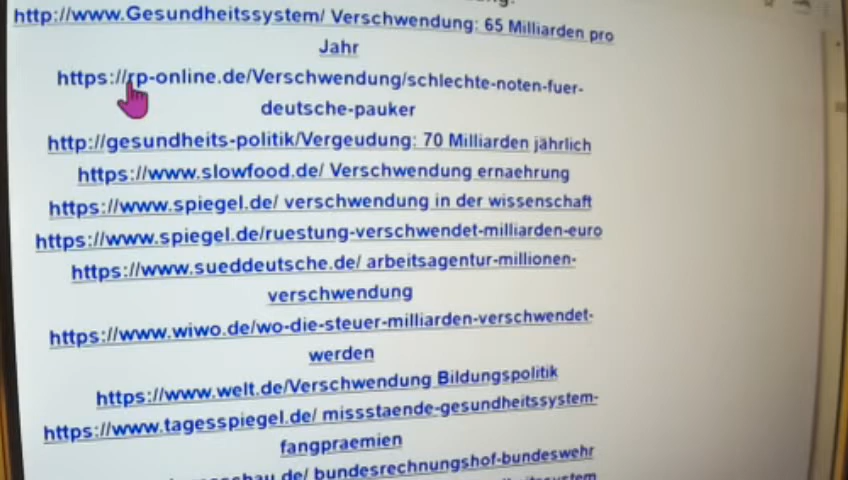 http://www.Gesundheitssystem/ Verschwendung: 65 Milliarden pro
Jahr
https://rp-online.de/Verschwendung/schlechte-noten-fuer-
deutsche-pauker
http://gesundheits-politik/Vergeudung: 70 Milliarden jährlich
https://www.slowfood.de/ Verschwendung ernaehrung
https://www.spiegel.de/ verschwendung in der wissenschaft
https://www.spiegel.de/ruestung-verschwendet-milliarden-euro
https://www.sueddeutsche.de/ arbeitsagentur-millionen-
verschwendung
https://www.wiwo.de/wo-die-steuer-milliarden-verschwendet-
werden
https://www.welt.de/Verschwendung Bildungspolitik
https://www.tagesspiegel.de/ missstaende-gesundheitssystem-
fangpraemien
bundesrechnungshof-bundeswehr